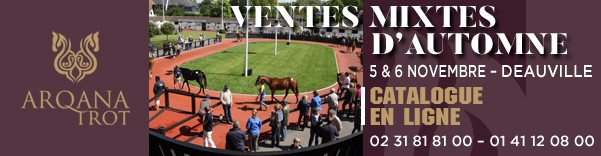 ARQANA
TROT
VENTES MIXTES
D'AUTOMNE
5 & 6 NOVEMBRE - DEAUVILLE
CATALOGUE
EN LIGNE
02 31 81 81 00 - 01 41 12 08 00